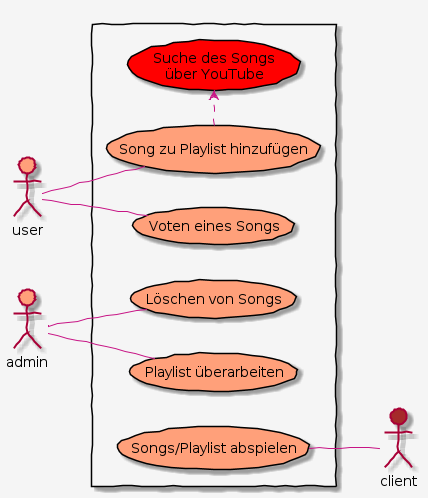 Suche des Songs
über YouTube
Song zu Playlist hinzufügen
user
Voten eines Songs
Löschen von Songs
admin
Playlist überarbeiten
Songs/Playlist abspielen
client